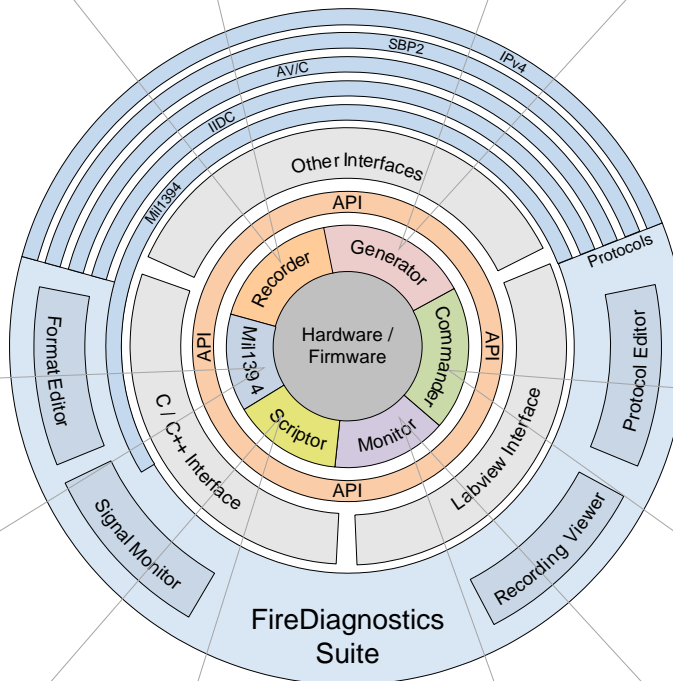 IPv4
SBP2
AV/C
IIDC
Mil1394
Protocols
Other Interfaces
API
Recorder
Generator
Commander
Monitor
Scriptor
Mil1394
Hardware /
Firmware
API
API
API
C / C++ Interface
Labview Interface
Format Editor
Protocol Editor
Signal Monitor
Recording Viewer
FireDiagnostics
Suite